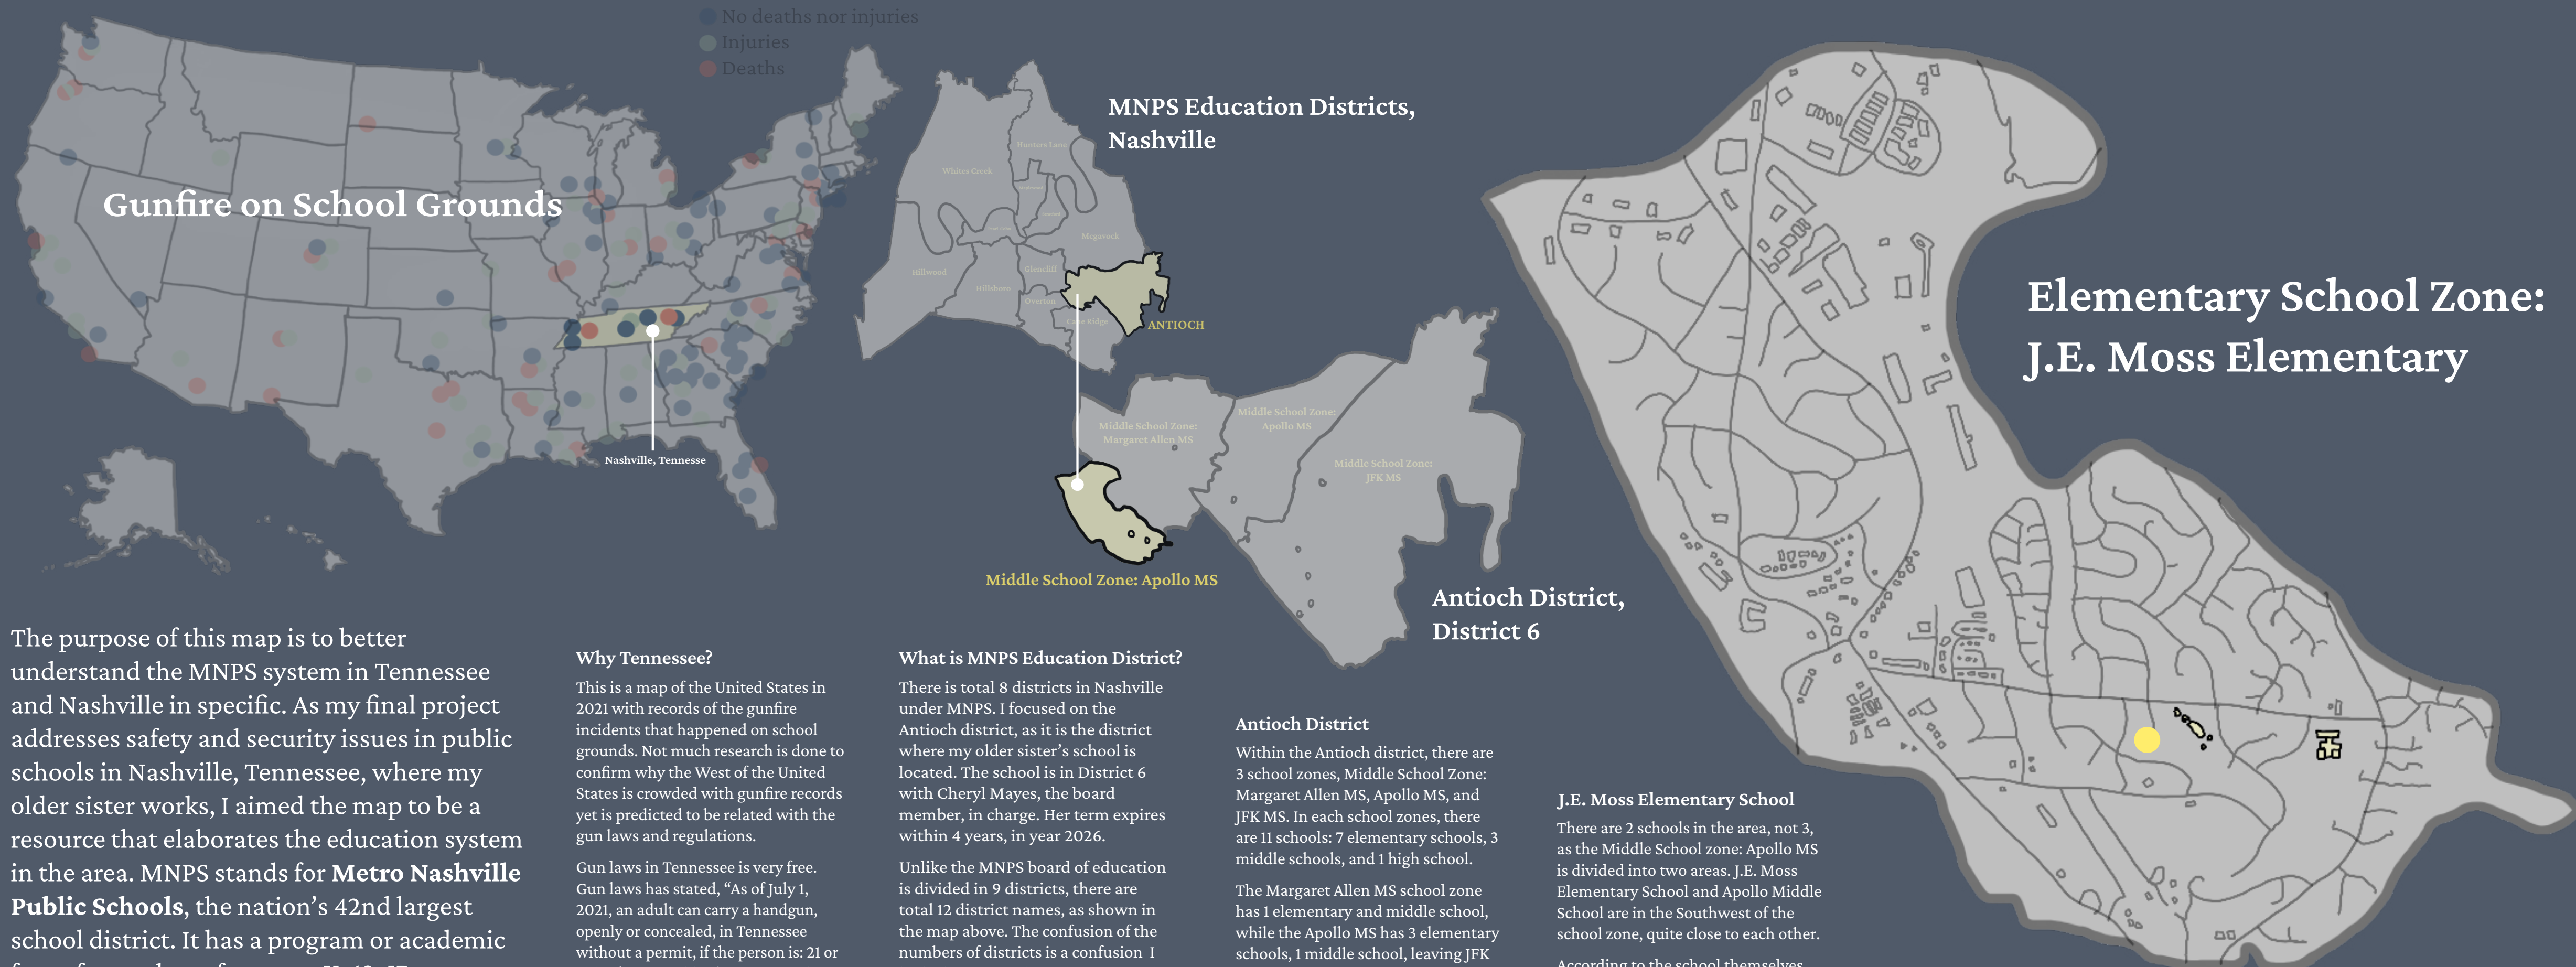 No deaths nor injuries
Injuries
Deaths
Gunfire on School Grounds
Nashville, Tennesse
MNPS Education Districts,
Nashville
Hunters Lane
Whites Creek
Mcgavock
Hillwood
Glencliff
Hillsboro
Overton
Cane Ridge
ANTIOCH
Middle School Zone:
Margaret Allen MS
Middle School Zone:
Apollo MS
Middle School Zone:
JFK MS
Middle School Zone: Apollo MS
Antioch District,
District 6
Elementary School Zone:
J.E. Moss Elementary
The purpose of this map is to better
understand the MNPS system in Tennessee
and Nashville in specific. As my final project
addresses safety and security issues in public
schools in Nashville, Tennessee, where my
older sister works, I aimed the map to be a
resource that elaborates the education system
in the area. MNPS stands for Metro Nashville
Public Schools, the nation's 42nd largest
school district. It has a program or academic
Why Tennessee?
This is a map of the United States in
2021 with records of the gunfire
incidents that happened on school
grounds. Not much research is done to
confirm why the West of the United
States is crowded with gunfire records
yet is predicted to be related with the
gun laws and regulations.
Gun laws in Tennessee is very free.
Gun laws has stated, “As of July 1,
2021, an adult can carry a handgun,
openly or concealed, in Tennessee
without a permit, if the person is: 21 or
What is MNPS Education District?
There is total 8 districts in Nashville
under MNPS. I focused on the
Antioch district, as it is the district
where my older sister's school is
located. The school is in District 6
with Cheryl Mayes, the board
member, in charge. Her term expires
within 4 years, in year 2026.
Unlike the MNPS board of education
is divided in 9 districts, there are
total 12 district names, as shown in
the map above. The confusion of the
numbers of districts is a confusion I
Antioch District
Within the Antioch district, there are
3 school zones, Middle School Zone:
Margaret Allen MS, Apollo MS, and
JFK MS. In each school zones, there
are 11 schools: 7 elementary schools, 3
middle schools, and 1 high school.
The Margaret Allen MS school zone
has 1 elementary and middle school,
while the Apollo MS has 3 elementary
schools, 1 middle school, leaving JFK
J.E. Moss Elementary School
There are 2 schools in the area, not 3,
as the Middle School zone: Apollo MS
is divided into two areas. J.E. Moss
Elementary School and Apollo Middle
School are in the Southwest of the
school zone, quite close to each other.
According to the school themselves,